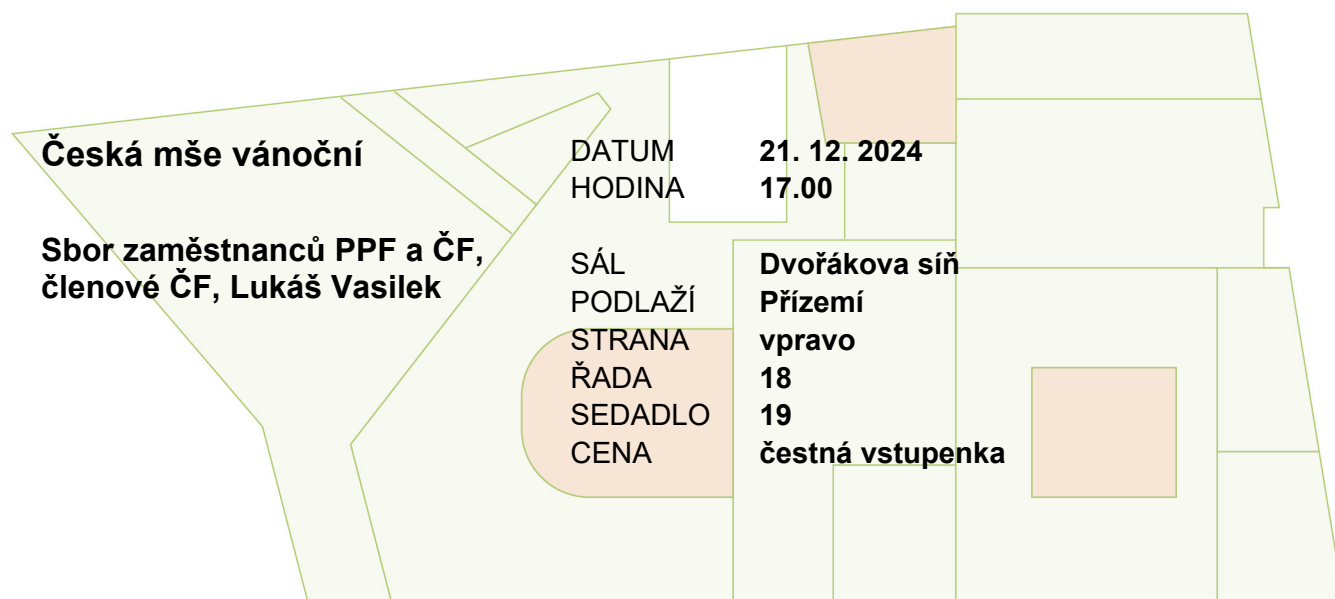 Česká mše vánoční
Sbor zaměstnanců PPF a ČF,
členové ČF, Lukáš Vasilek
DATUM 21. 12. 2024
HODINA 17.00
SÁL Dvořákova síň
PODLAŽÍ Přízemí
STRANA vpravo
ŘADA 18
SEDADLO 19
CENA čestná vstupenka